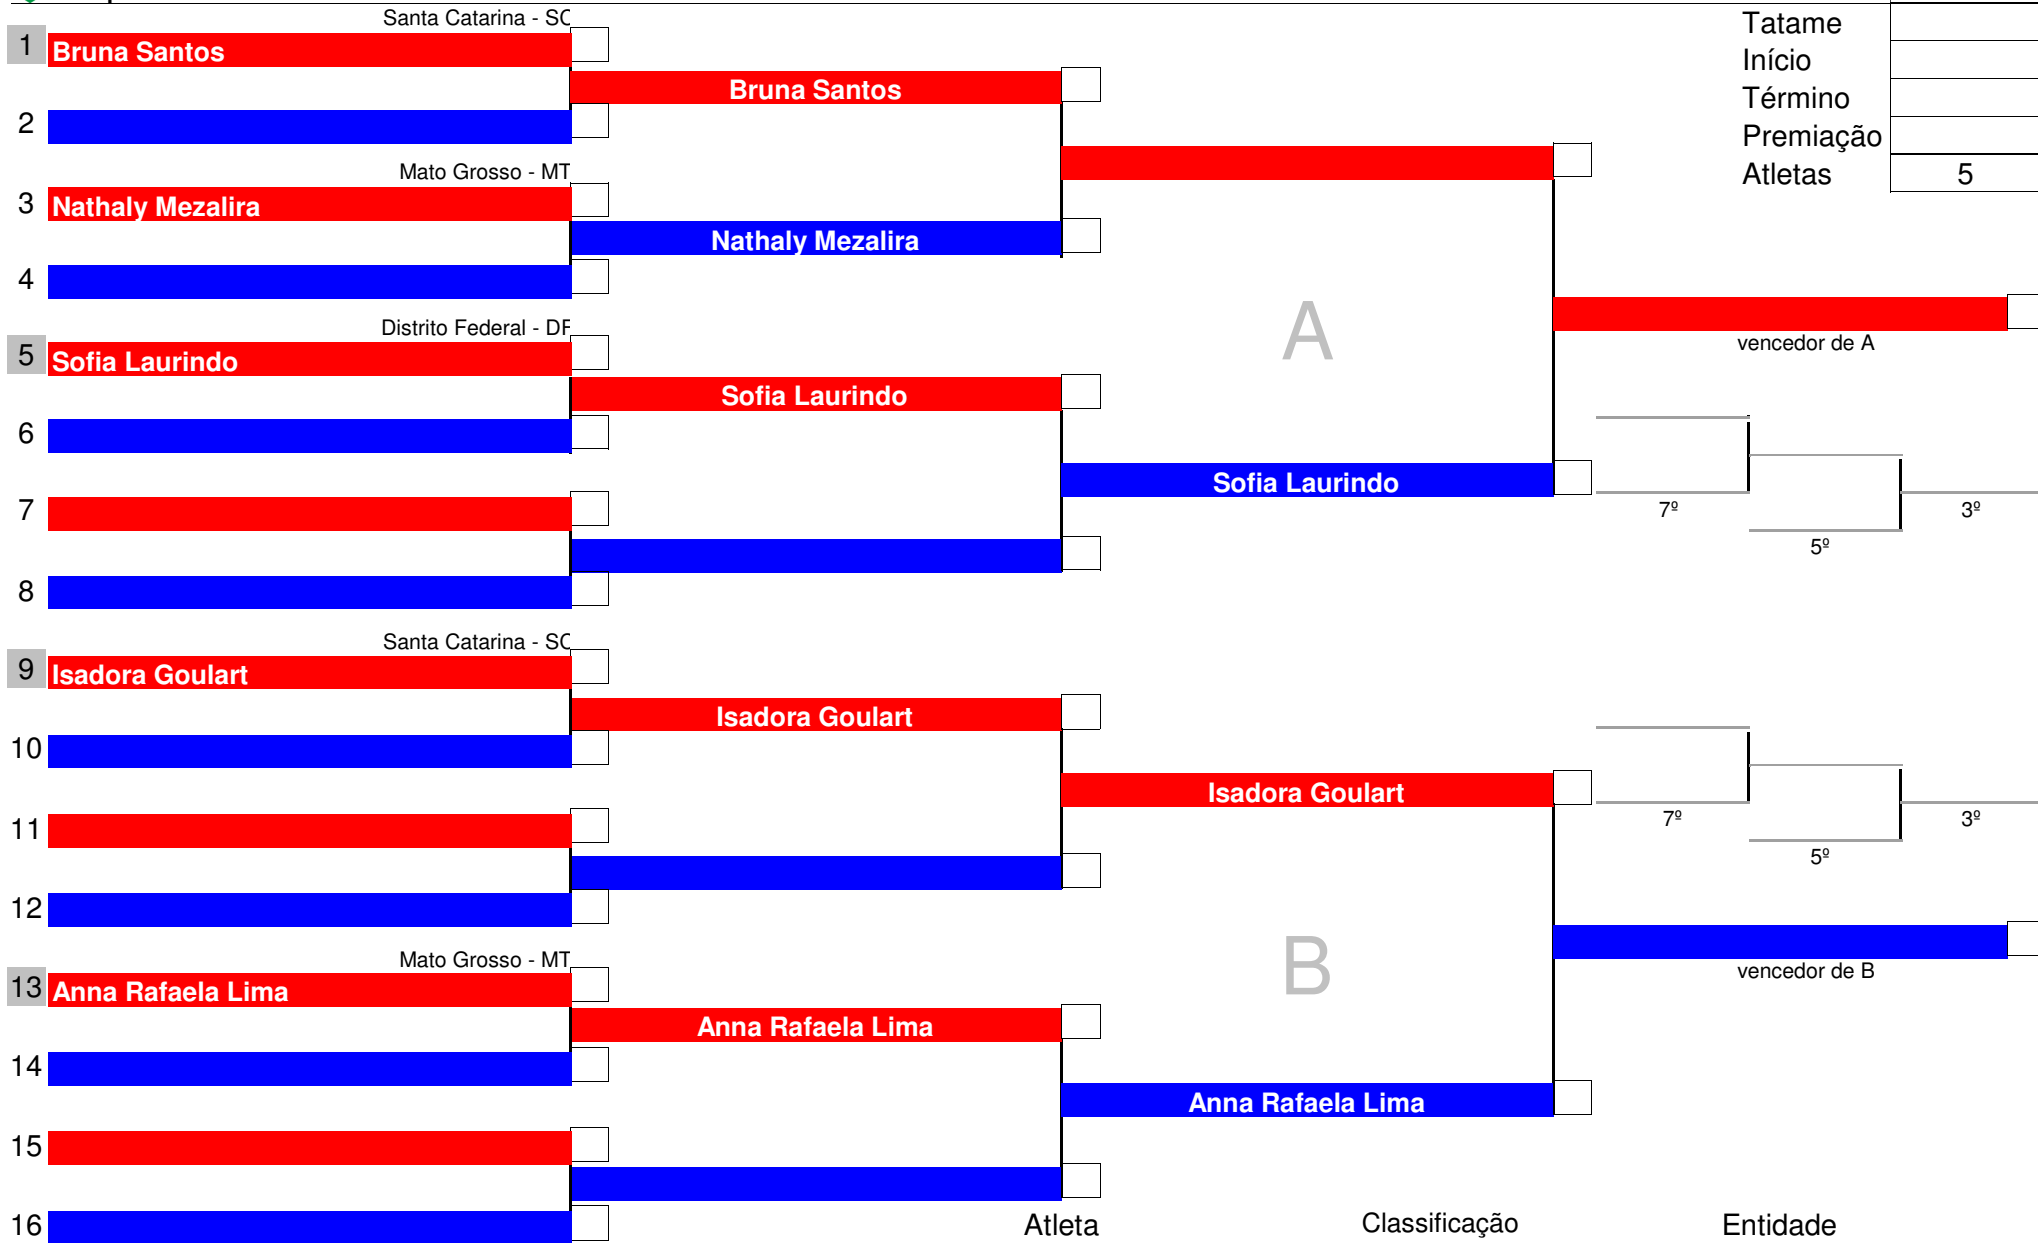 Santa Catarina - SC
Tatame
1 Bruna Santos
Início
Bruna Santos
Término
2
Premiação
Mato Grosso - MT
Atletas 5
3 Nathaly Mezalira
Nathaly Mezalira
4
A
Distrito Federal - DF
vencedor de A
5 Sofia Laurindo
Sofia Laurindo
6
Sofia Laurindo
7
7º 3º
5º
8
Santa Catarina - SC
9 Isadora Goulart
Isadora Goulart
10
Isadora Goulart
7º 3º
11
5º
12
Mato Grosso - MT
B
vencedor de B
13 Anna Rafaela Lima
Anna Rafaela Lima
14
Anna Rafaela Lima
15
16
Atleta Classificação Entidade